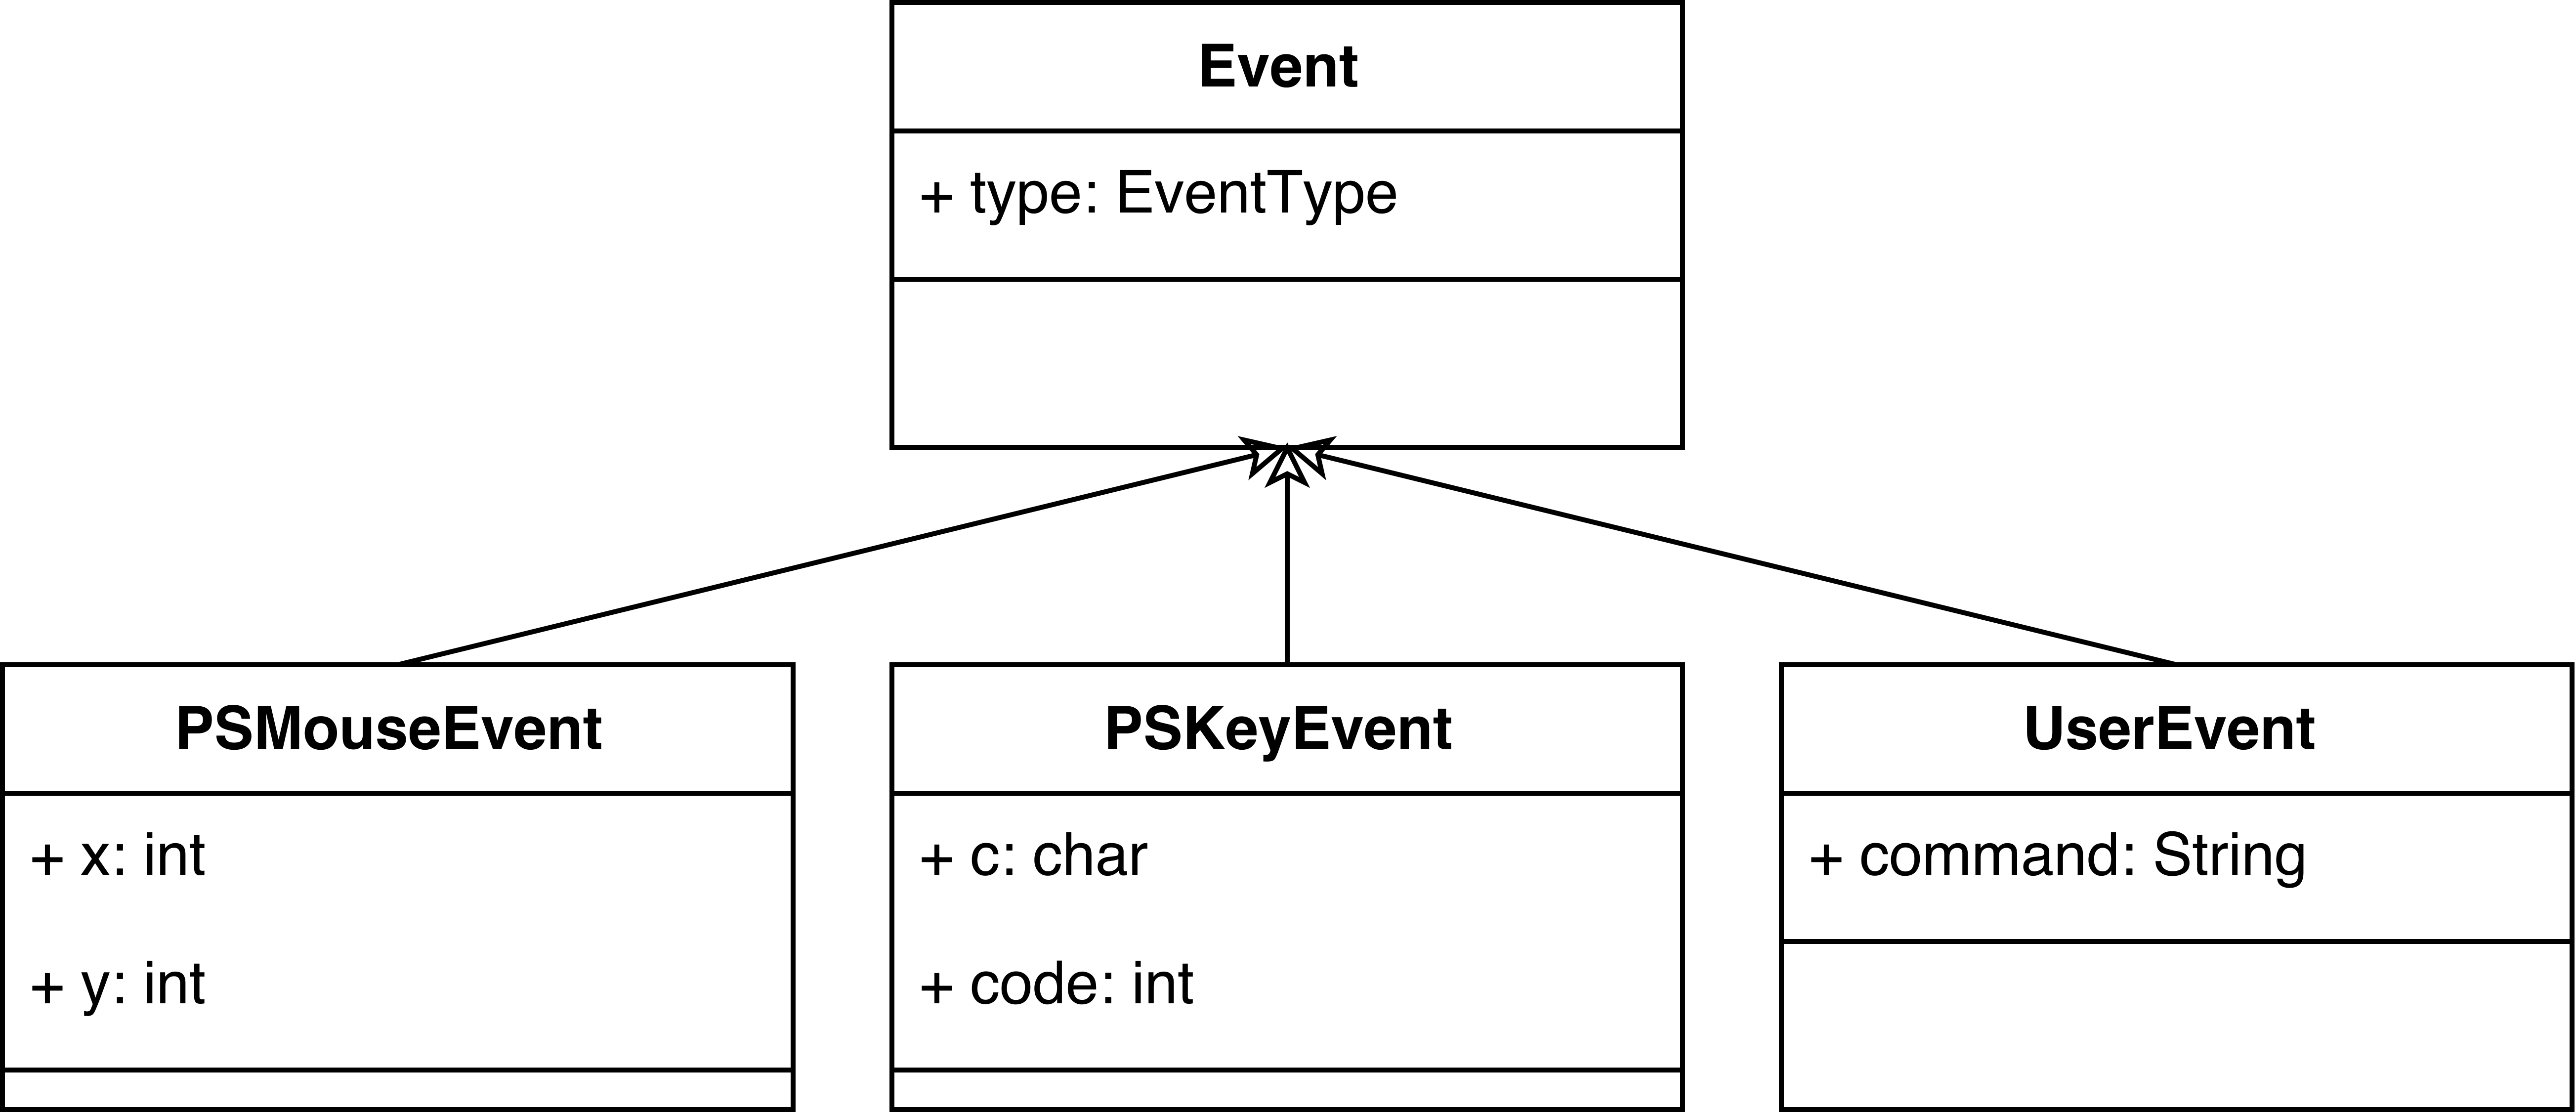 Event
+ type: EventType
PSMouseEvent
+ x: int
+ y: int
PSKeyEvent
+ c: char
+ code: int
UserEvent
+ command: String